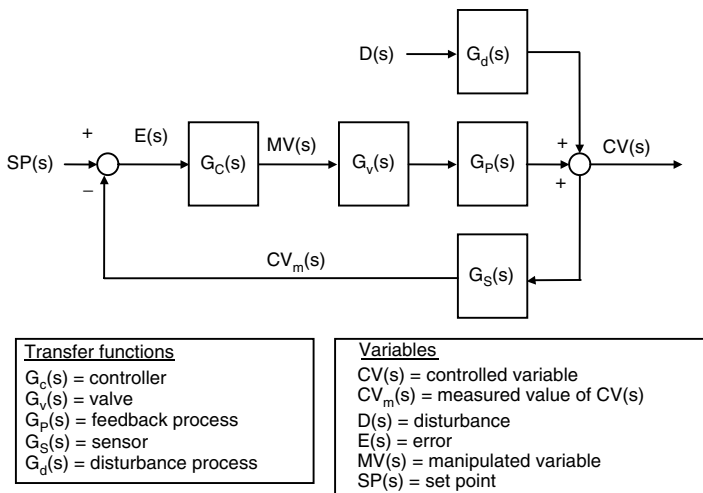 D(s)
G_d(s)
+
E(s)
MV(s)
+
CV(s)
SP(s)
G_C(s)
G_v(s)
G_P(s)
+
−
CV_m(s)
G_S(s)
Transfer functions
G_c(s) = controller
G_v(s) = valve
G_P(s) = feedback process
G_S(s) = sensor
G_d(s) = disturbance process
Variables
CV(s) = controlled variable
CV_m(s) = measured value of CV(s)
D(s) = disturbance
E(s) = error
MV(s) = manipulated variable
SP(s) = set point